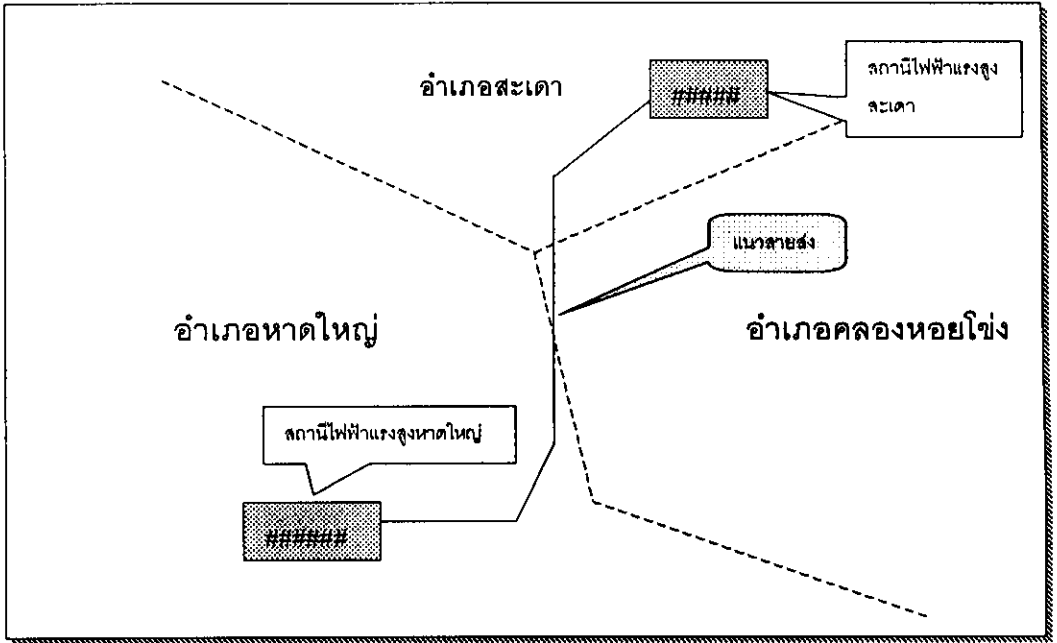 อำเภอสะเดา
#####
สถานีไฟฟ้าแรงสูง
สะเดา
แนวสายส่ง
อำเภอหาดใหญ่
อำเภอคลองหอยโข่ง
สถานีไฟฟ้าแรงสูงหาดใหญ่
######